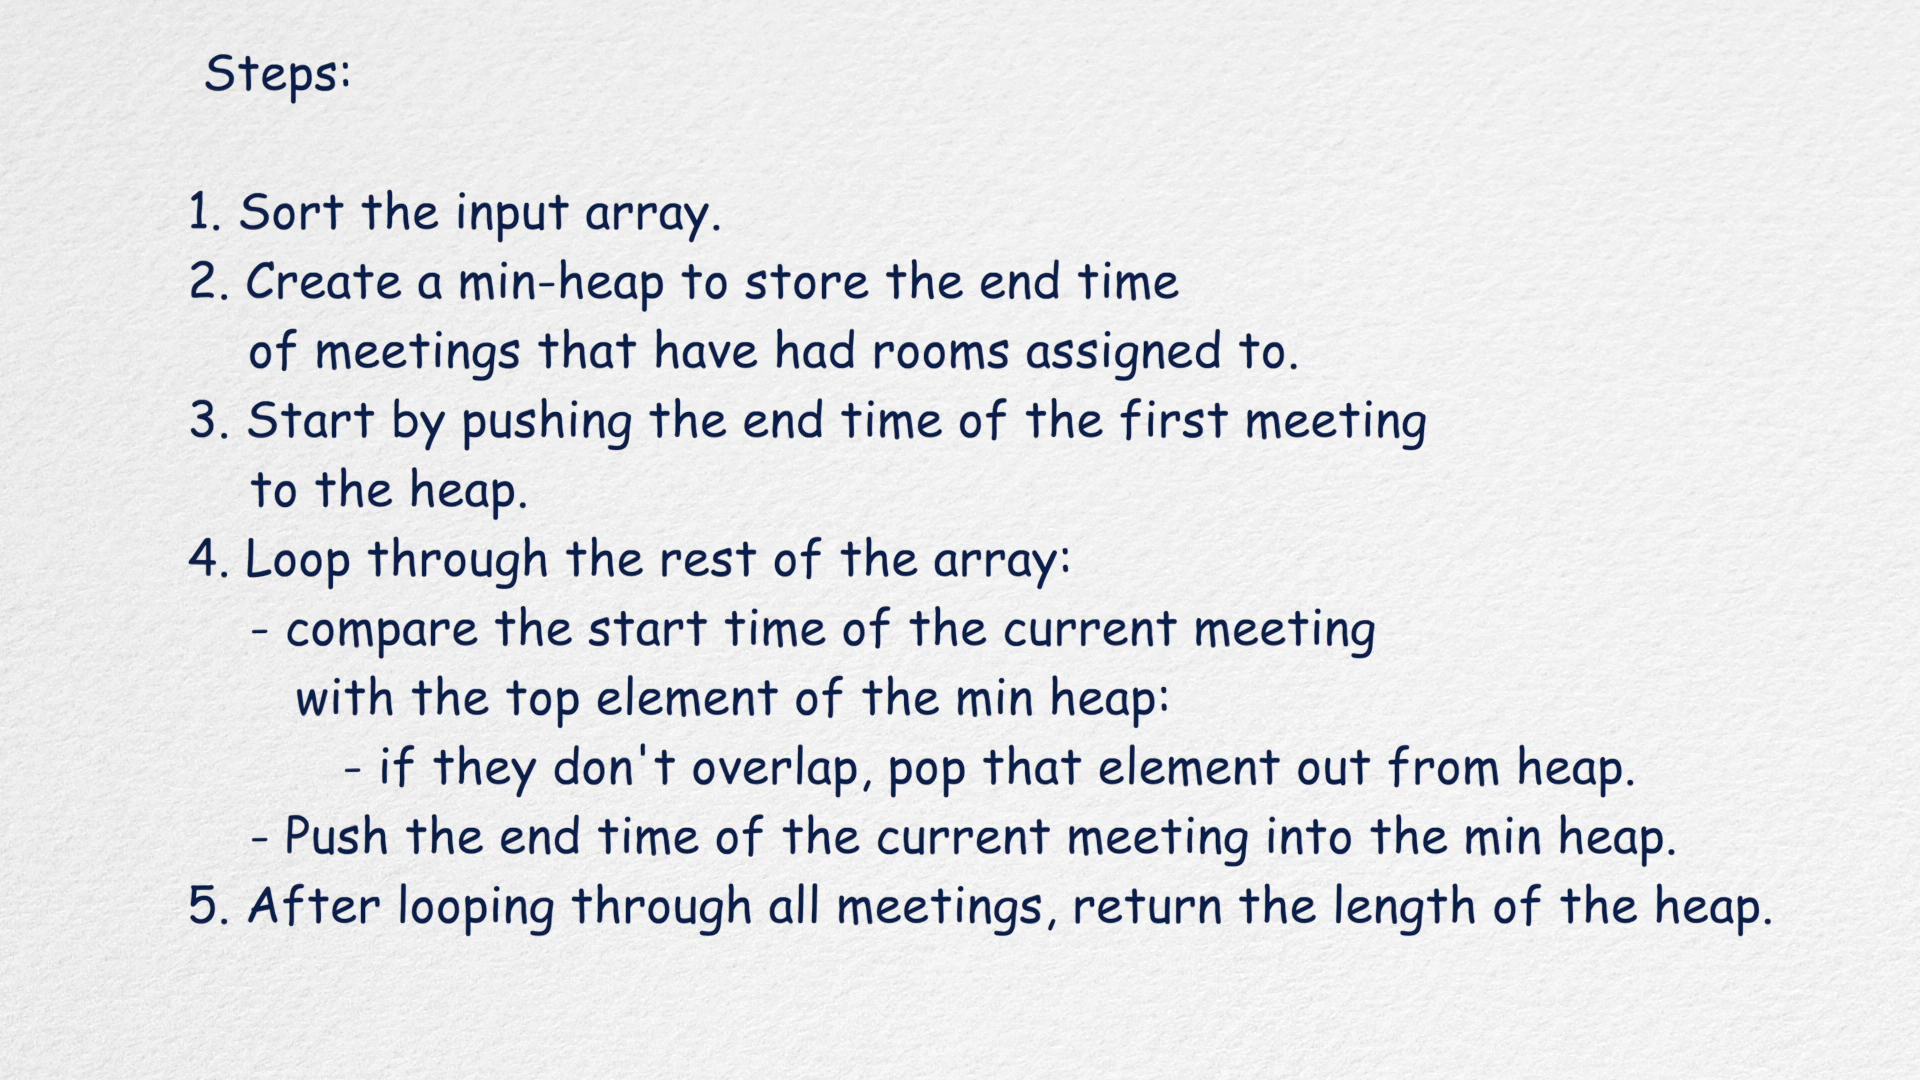 Steps:
1. Sort the input array.
2. Create a min-heap to store the end time
of meetings that have had rooms assigned to.
3. Start by pushing the end time of the first meeting
to the heap.
4. Loop through the rest of the array:
- compare the start time of the current meeting
with the top element of the min heap:
- if they don't overlap, pop that element out from heap.
- Push the end time of the current meeting into the min heap.
5. After looping through all meetings, return the length of the heap.